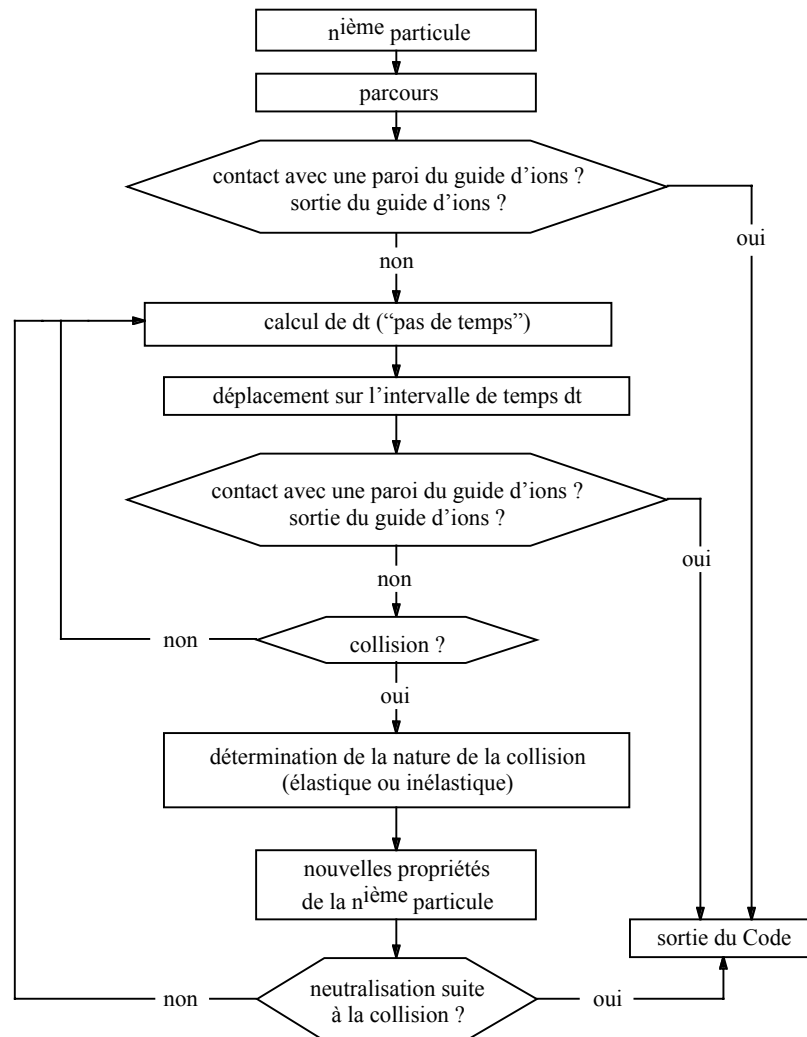 nième particule
parcours
contact avec une paroi du guide d’ions ?
sortie du guide d’ions ?
oui
non
calcul de dt (“pas de temps”)
déplacement sur l’intervalle de temps dt
contact avec une paroi du guide d’ions ?
sortie du guide d’ions ?
oui
non
non
collision ?
oui
détermination de la nature de la collision
(élastique ou inélastique)
nouvelles propriétés
de la nième particule
sortie du Code
non
neutralisation suite
à la collision ?
oui